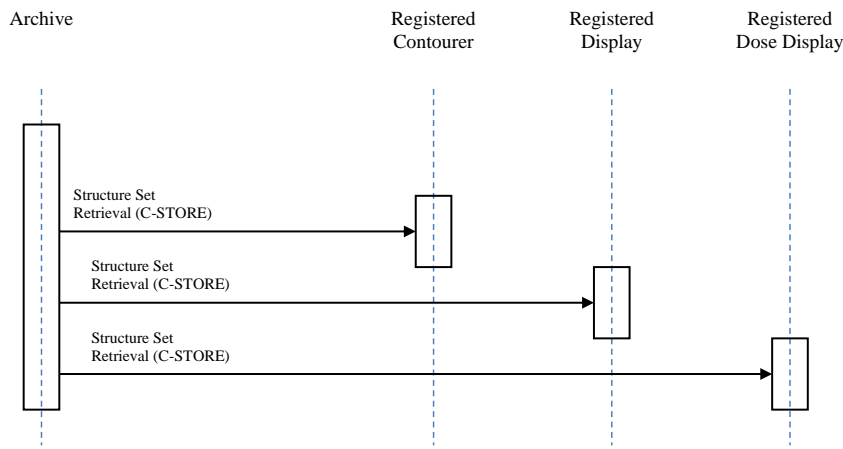 Archive
Registered
Contourer
Registered
Display
Registered
Dose Display
Structure Set
Retrieval (C-STORE)
Structure Set
Retrieval (C-STORE)
Structure Set
Retrieval (C-STORE)